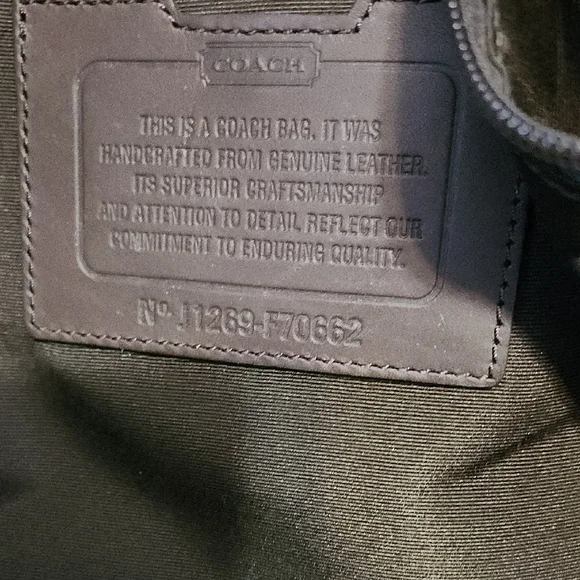 COACH
THIS IS A COACH BAG. IT WAS
HANDCRAFTED FROM GENUINE LEATHER.
ITS SUPERIOR CRAFTSMANSHIP
AND ATTENTION TO DETAIL REFLECT OUR
COMMITMENT TO ENDURING QUALITY.
Nº J1269-F70662